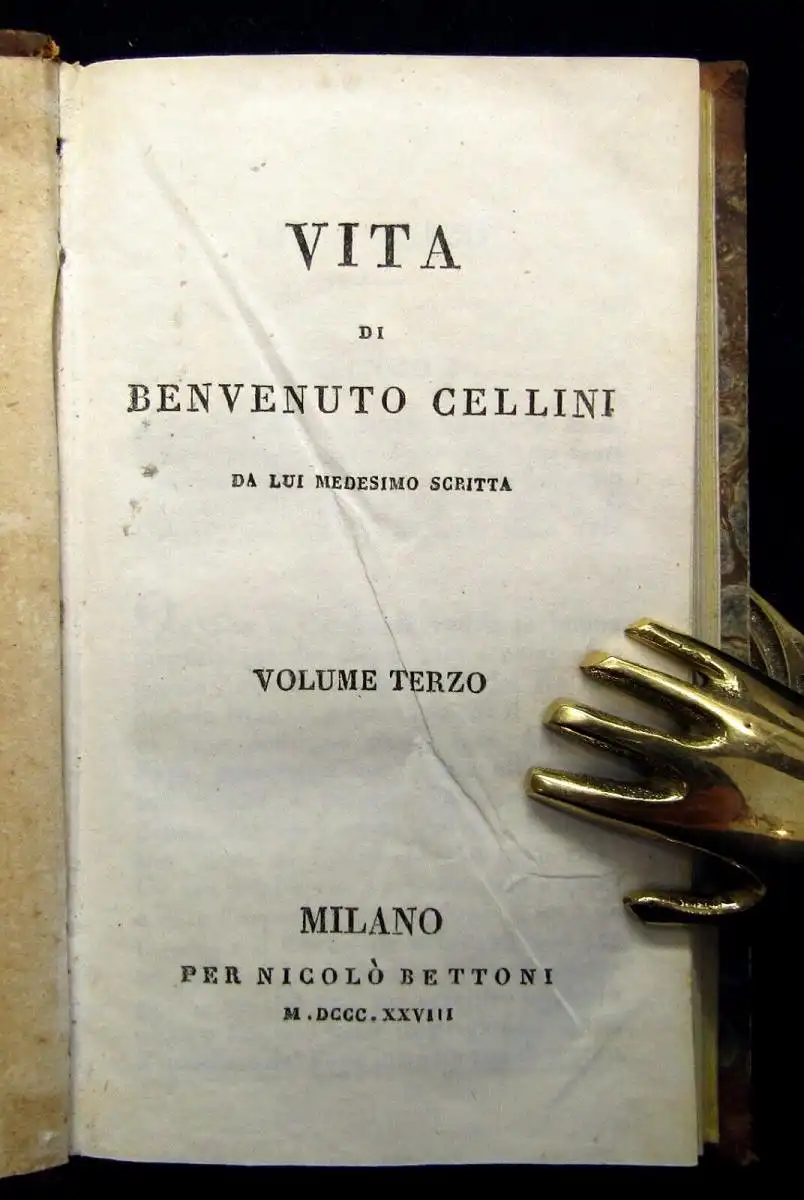 VITA
DI
BENVENUTO CELLINI
DA LUI MEDESIMO SCRITTA
VOLUME TERZO
MILANO
PER NICOLÒ BETTONI
M.DCCC.XXVIII